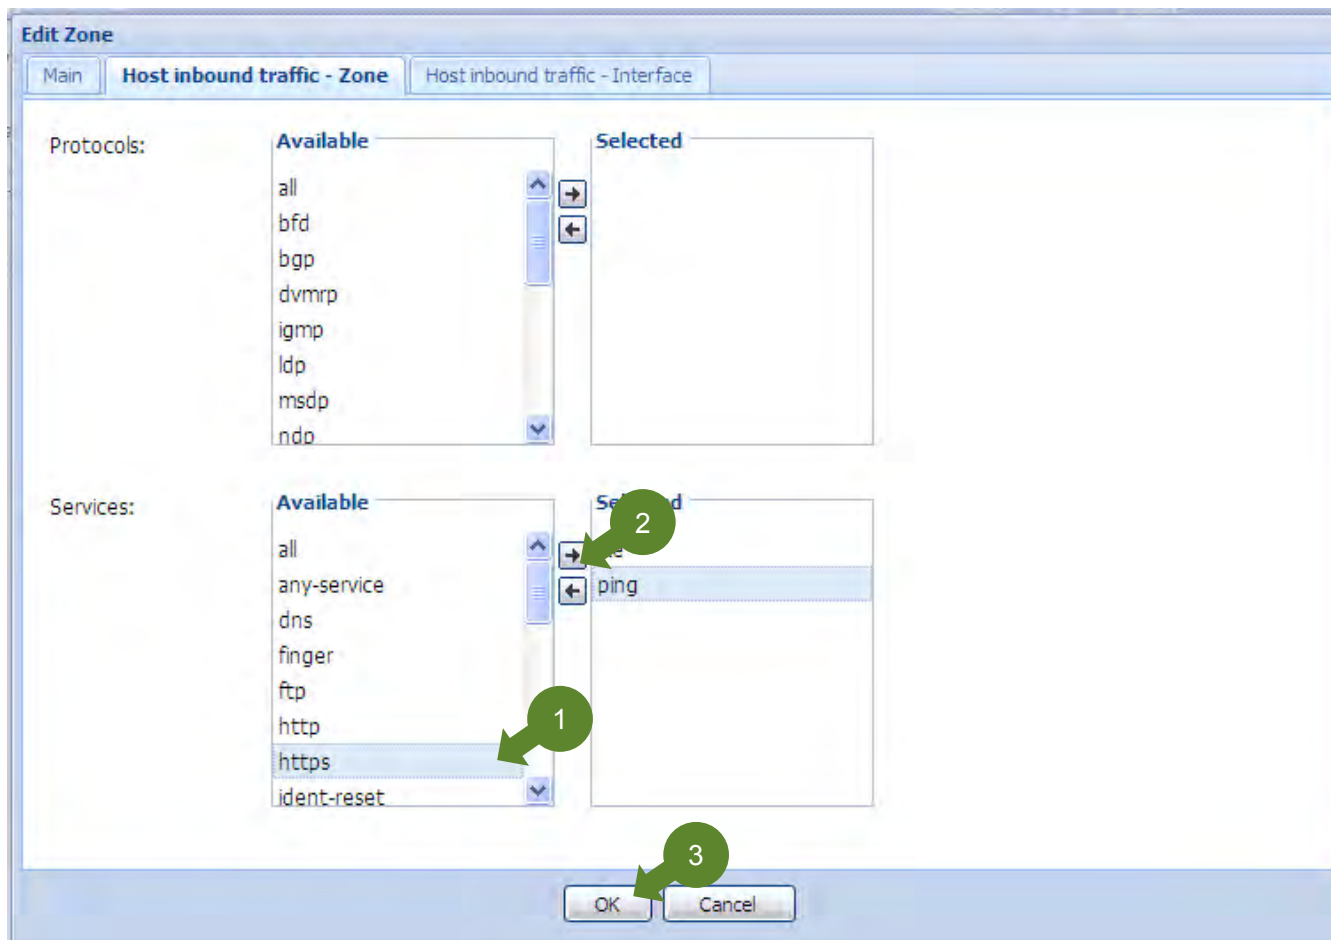 Edit Zone
Main Host inbound traffic - Zone Host inbound traffic - Interface
Protocols:
Available
all
bfd
bgp
dvmrp
igmp
ldp
msdp
ndp
Selected
Services:
Available
all
any-service
dns
finger
ftp
http
https
ident-reset
Selected
ping
2
1
3
OK Cancel